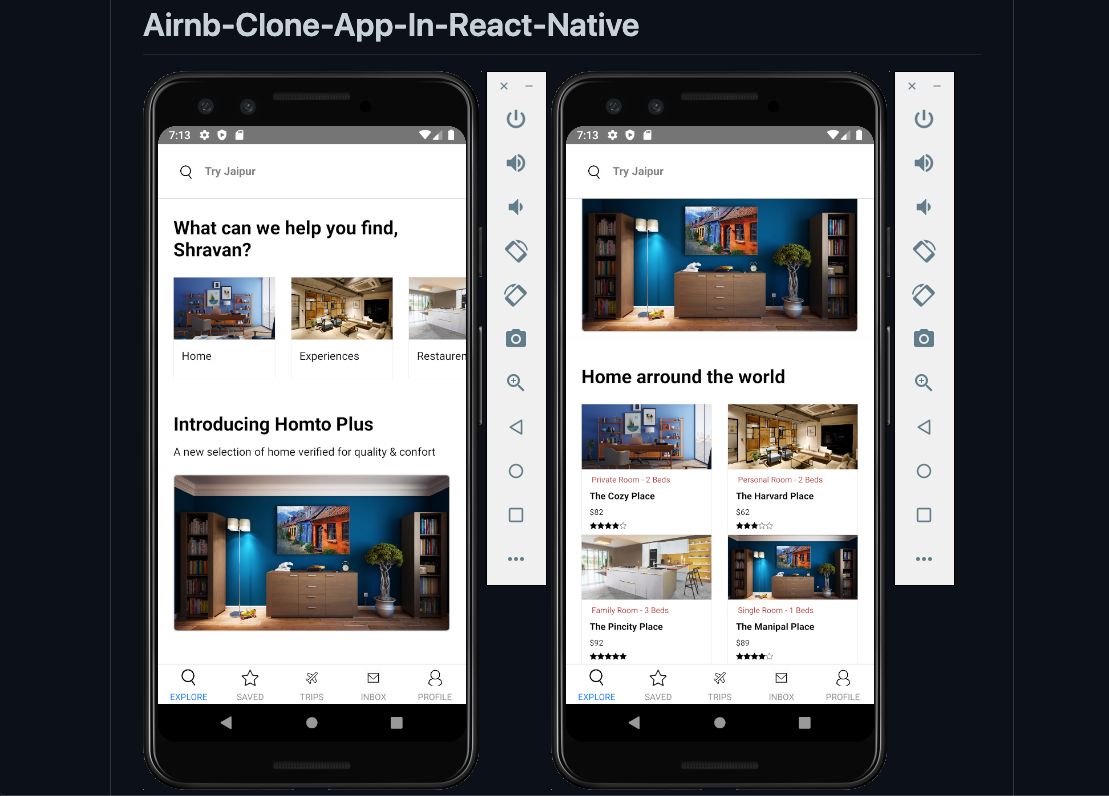 Airnb-Clone-App-In-React-Native
7:13
Try Jaipur
What can we help you find,
Shravan?
Home
Experiences
Restauren
Introducing Homto Plus
A new selection of home verified for quality & confort
EXPLORE
SAVED
TRIPS
INBOX
PROFILE
7:13
Try Jaipur
Home arround the world
Private Room - 2 Beds
The Cozy Place
$82
Personal Room - 2 Beds
The Harvard Place
$62
Family Room - 3 Beds
The Pincity Place
$92
Single Room - 1 Beds
The Manipal Place
$89
EXPLORE
SAVED
TRIPS
INBOX
PROFILE